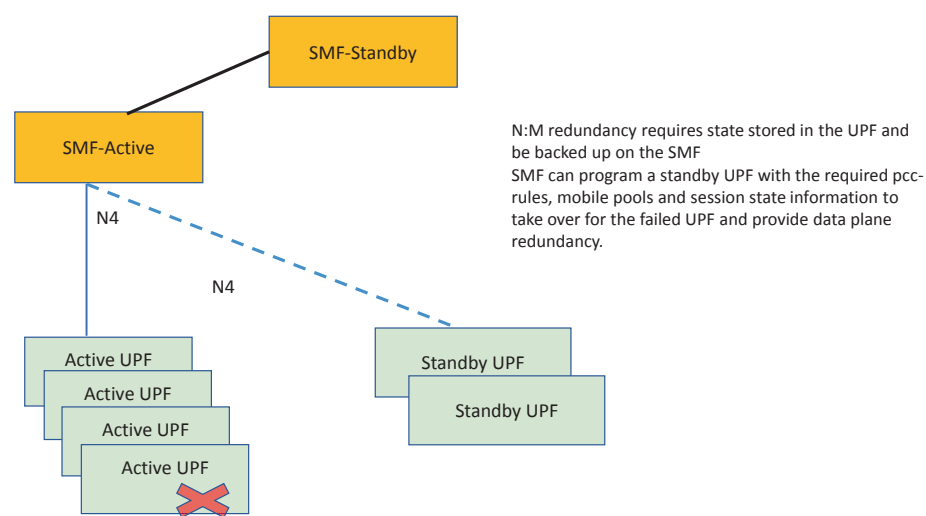 SMF-Standby
SMF-Active
N:M redundancy requires state stored in the UPF and
be backed up on the SMF
SMF can program a standby UPF with the required pcc-
rules, mobile pools and session state information to
take over for the failed UPF and provide data plane
redundancy.
N4
N4
Active UPF
Active UPF
Active UPF
Active UPF
Standby UPF
Standby UPF